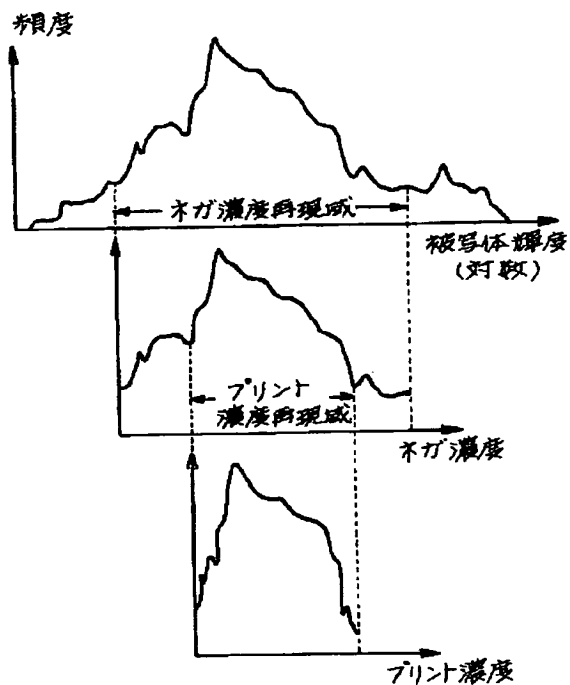 頻度
ネガ濃度再現域
被写体輝度
(対数)
プリント
濃度再現域
ネガ濃度
プリント濃度